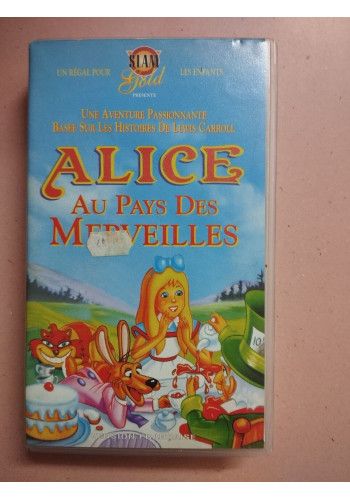 SIAM
Gold
UN RÉGAL POUR LES ENFANTS
PRÉSENTE
UNE AVENTURE PASSIONNANTE
BASÉE SUR LES HISTOIRES DE LEWIS CARROLL
ALICE
AU PAYS DES
MERVEILLES